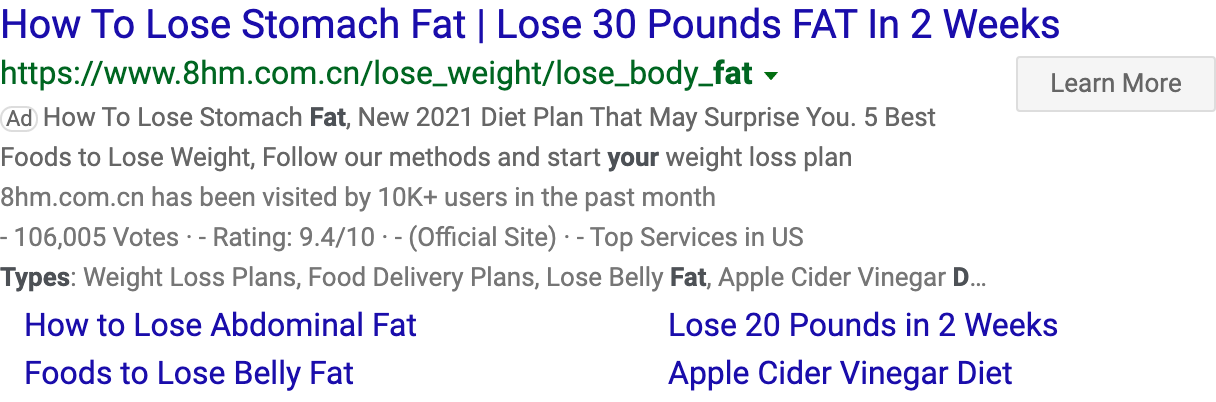 How To Lose Stomach Fat | Lose 30 Pounds FAT In 2 Weeks
https://www.8hm.com.cn/lose_weight/lose_body_fat
Learn More
Ad How To Lose Stomach Fat, New 2021 Diet Plan That May Surprise You. 5 Best
Foods to Lose Weight, Follow our methods and start your weight loss plan
8hm.com.cn has been visited by 10K+ users in the past month
- 106,005 Votes · - Rating: 9.4/10 · - (Official Site) · - Top Services in US
Types: Weight Loss Plans, Food Delivery Plans, Lose Belly Fat, Apple Cider Vinegar D...
How to Lose Abdominal Fat
Lose 20 Pounds in 2 Weeks
Foods to Lose Belly Fat
Apple Cider Vinegar Diet